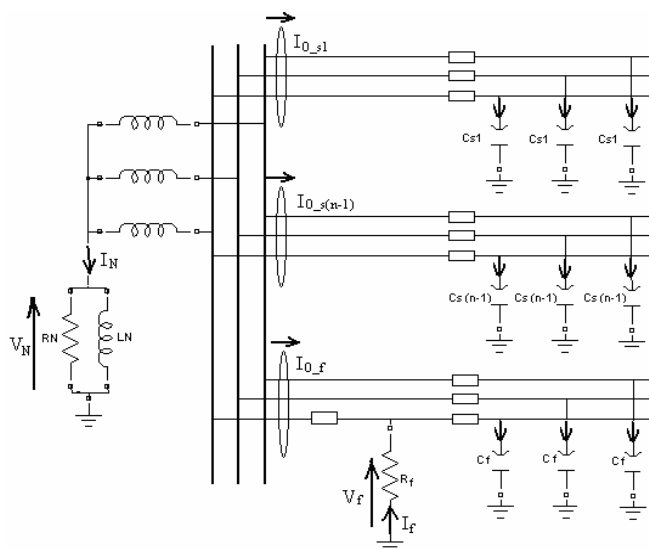 I0_s1
Cs1 Cs1 Cs1
I0_s(n-1)
IN
Cs(n-1) Cs(n-1) Cs(n-1)
VN RN LN
I0_f
Cf Cf Cf
Rf
Vf
If